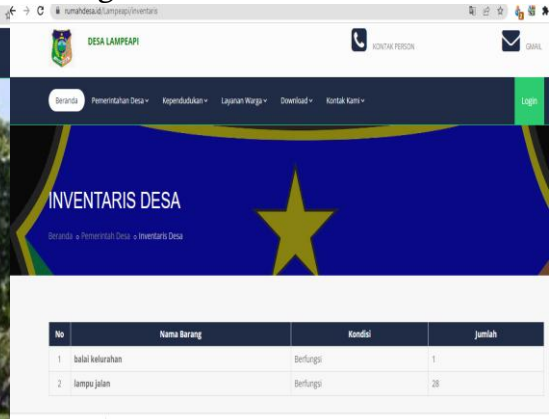 rumahdesa.id/Lampeapi/inventaris
DESA LAMPEAPI
KONTAK PERSON
GMAIL
Beranda Pemerintahan Desa Kependudukan Layanan Warga Download Kontak Kami Login
INVENTARIS DESA
Beranda Pemerintah Desa Inventaris Desa
No Nama Barang Kondisi Jumlah
1 balai kelurahan Berfungsi 1
2 lampu jalan Berfungsi 28